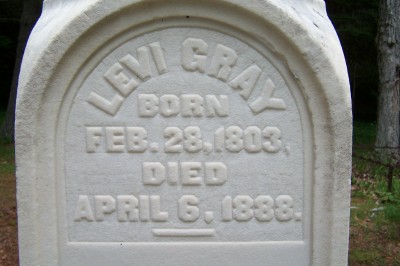 LEVI GRAY
BORN
FEB. 28, 1803.
DIED
APRIL 6, 1888.